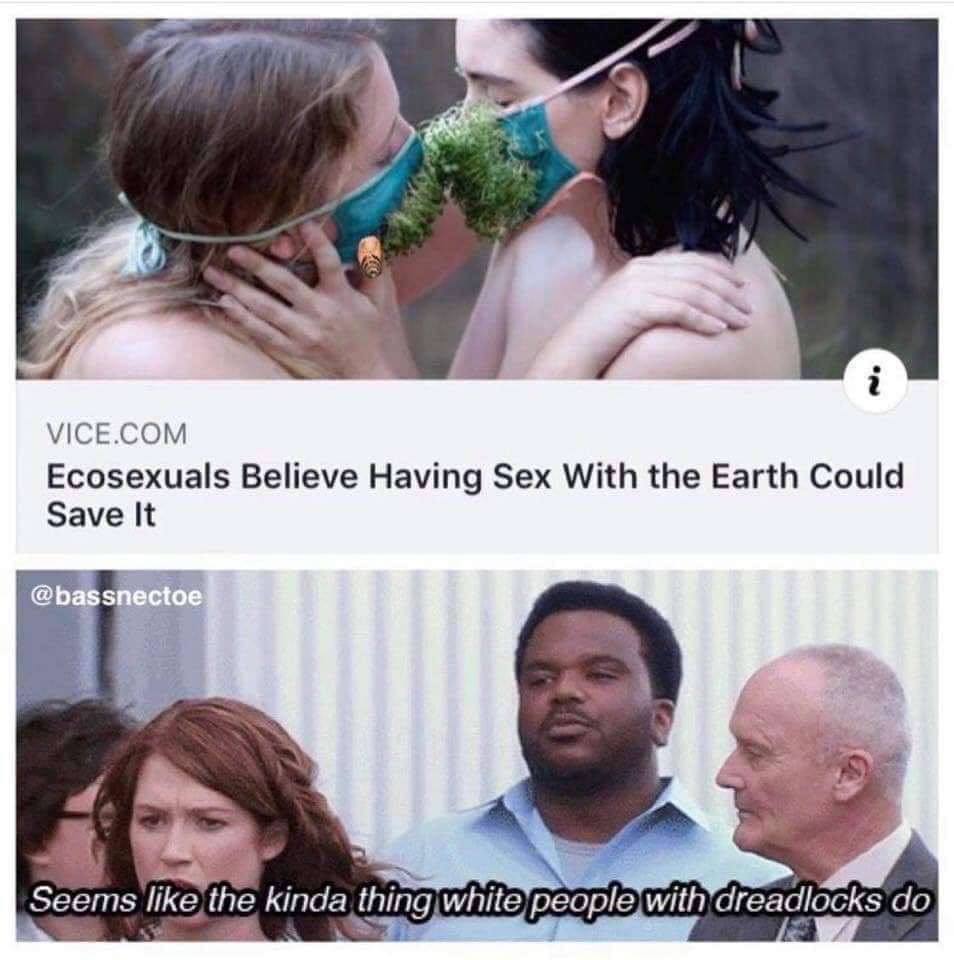 i
VICE.COM
Ecosexuals Believe Having Sex With the Earth Could
Save It
@bassnectoe
Seems like the kinda thing white people with dreadlocks do